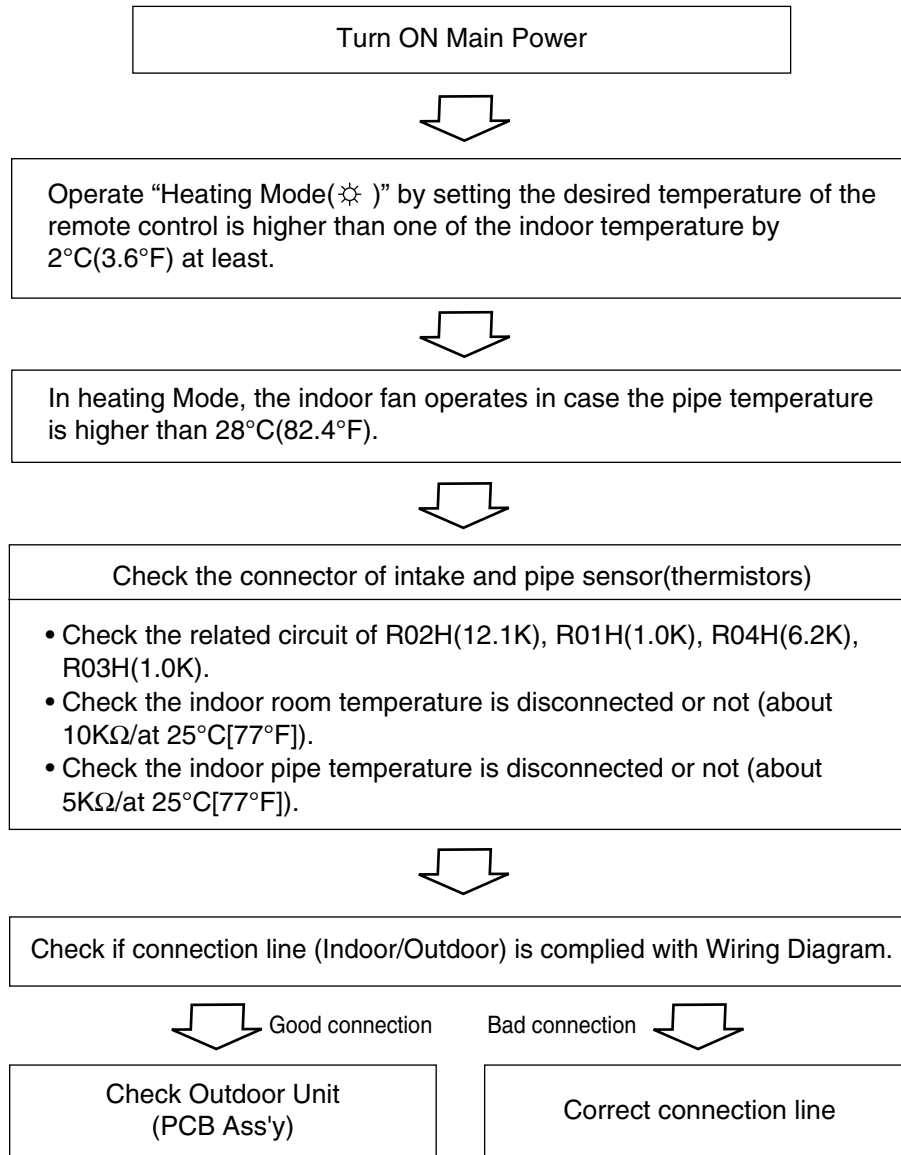 Turn ON Main Power
Operate “Heating Mode(☼ )” by setting the desired temperature of the
remote control is higher than one of the indoor temperature by
2°C(3.6°F) at least.
In heating Mode, the indoor fan operates in case the pipe temperature
is higher than 28°C(82.4°F).
Check the connector of intake and pipe sensor(thermistors)
• Check the related circuit of R02H(12.1K), R01H(1.0K), R04H(6.2K),
R03H(1.0K).
• Check the indoor room temperature is disconnected or not (about
10KΩ/at 25°C[77°F]).
• Check the indoor pipe temperature is disconnected or not (about
5KΩ/at 25°C[77°F]).
Check if connection line (Indoor/Outdoor) is complied with Wiring Diagram.
Good connection
Bad connection
Check Outdoor Unit
(PCB Ass'y)
Correct connection line